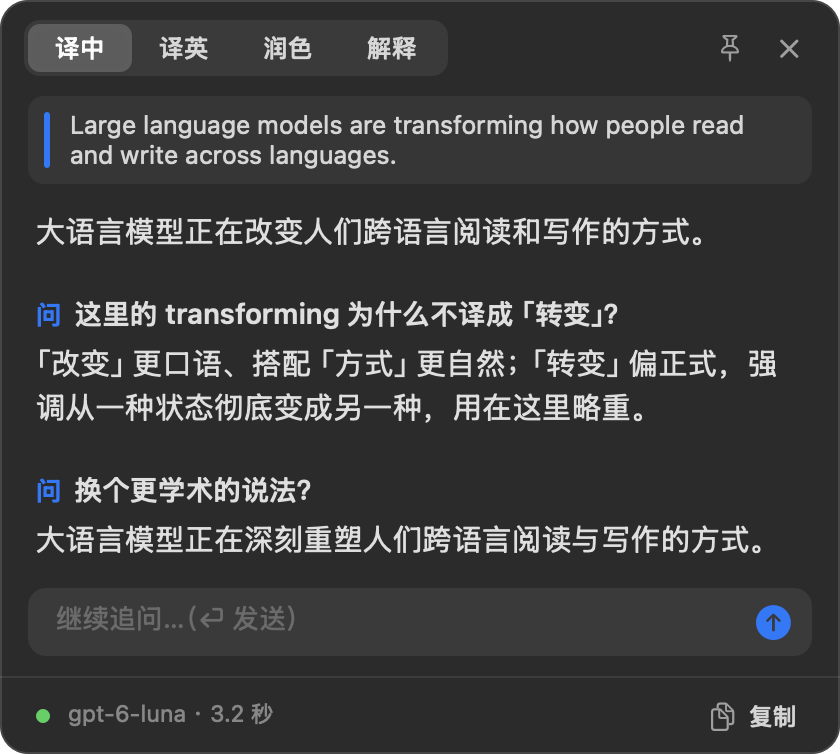 译中 译英 润色 解释
Large language models are transforming how people read
and write across languages.
大语言模型正在改变人们跨语言阅读和写作的方式。
问 这里的 transforming 为什么不译成「转变」？
「改变」更口语、搭配「方式」更自然；「转变」偏正式，强
调从一种状态彻底变成另一种，用在这里略重。
问 换个更学术的说法？
大语言模型正在深刻重塑人们跨语言阅读与写作的方式。
继续追问…（⏎ 发送）
gpt-6-luna · 3.2 秒 复制